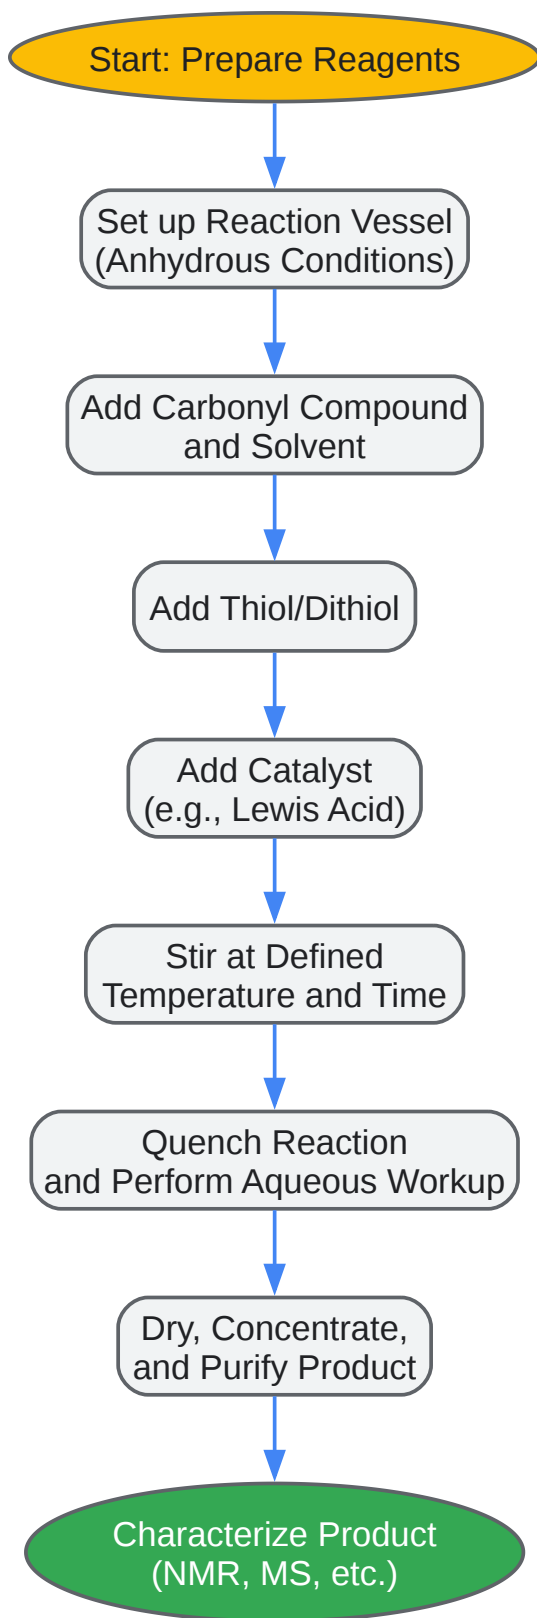 Start: Prepare Reagents
Set up Reaction Vessel
(Anhydrous Conditions)
Add Carbonyl Compound
and Solvent
Add Thiol/Dithiol
Add Catalyst
(e.g., Lewis Acid)
Stir at Defined
Temperature and Time
Quench Reaction
and Perform Aqueous Workup
Dry, Concentrate,
and Purify Product
Characterize Product
(NMR, MS, etc.)